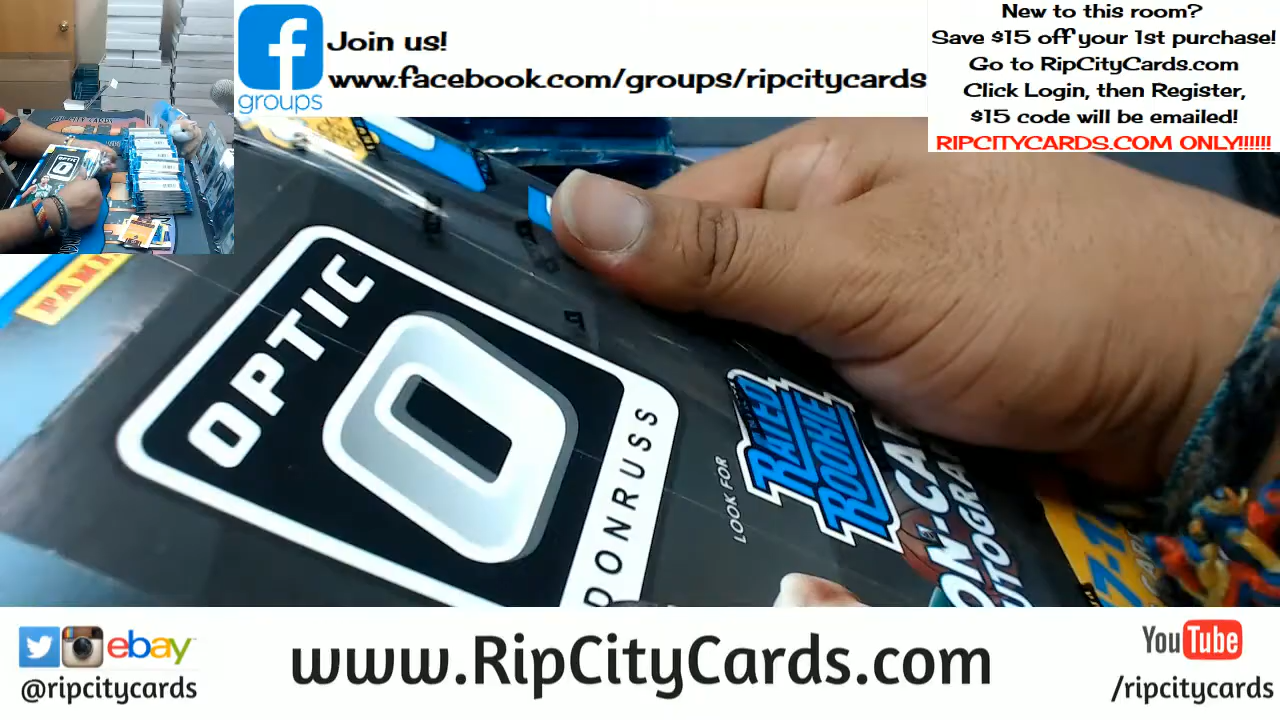 Join us!
www.facebook.com/groups/ripcitycards
groups
New to this room?
Save $15 off your 1st purchase!
Go to RipCityCards.com
Click Login, then Register,
$15 code will be emailed!
RIPCITYCARDS.COM ONLY!!!!!!
OPTIC
PANINI
OPTIC
DONRUSS
LOOK FOR
RATED
ROOKIE
ebay
@ripcitycards
www.RipCityCards.com
YouTube
/ripcitycards